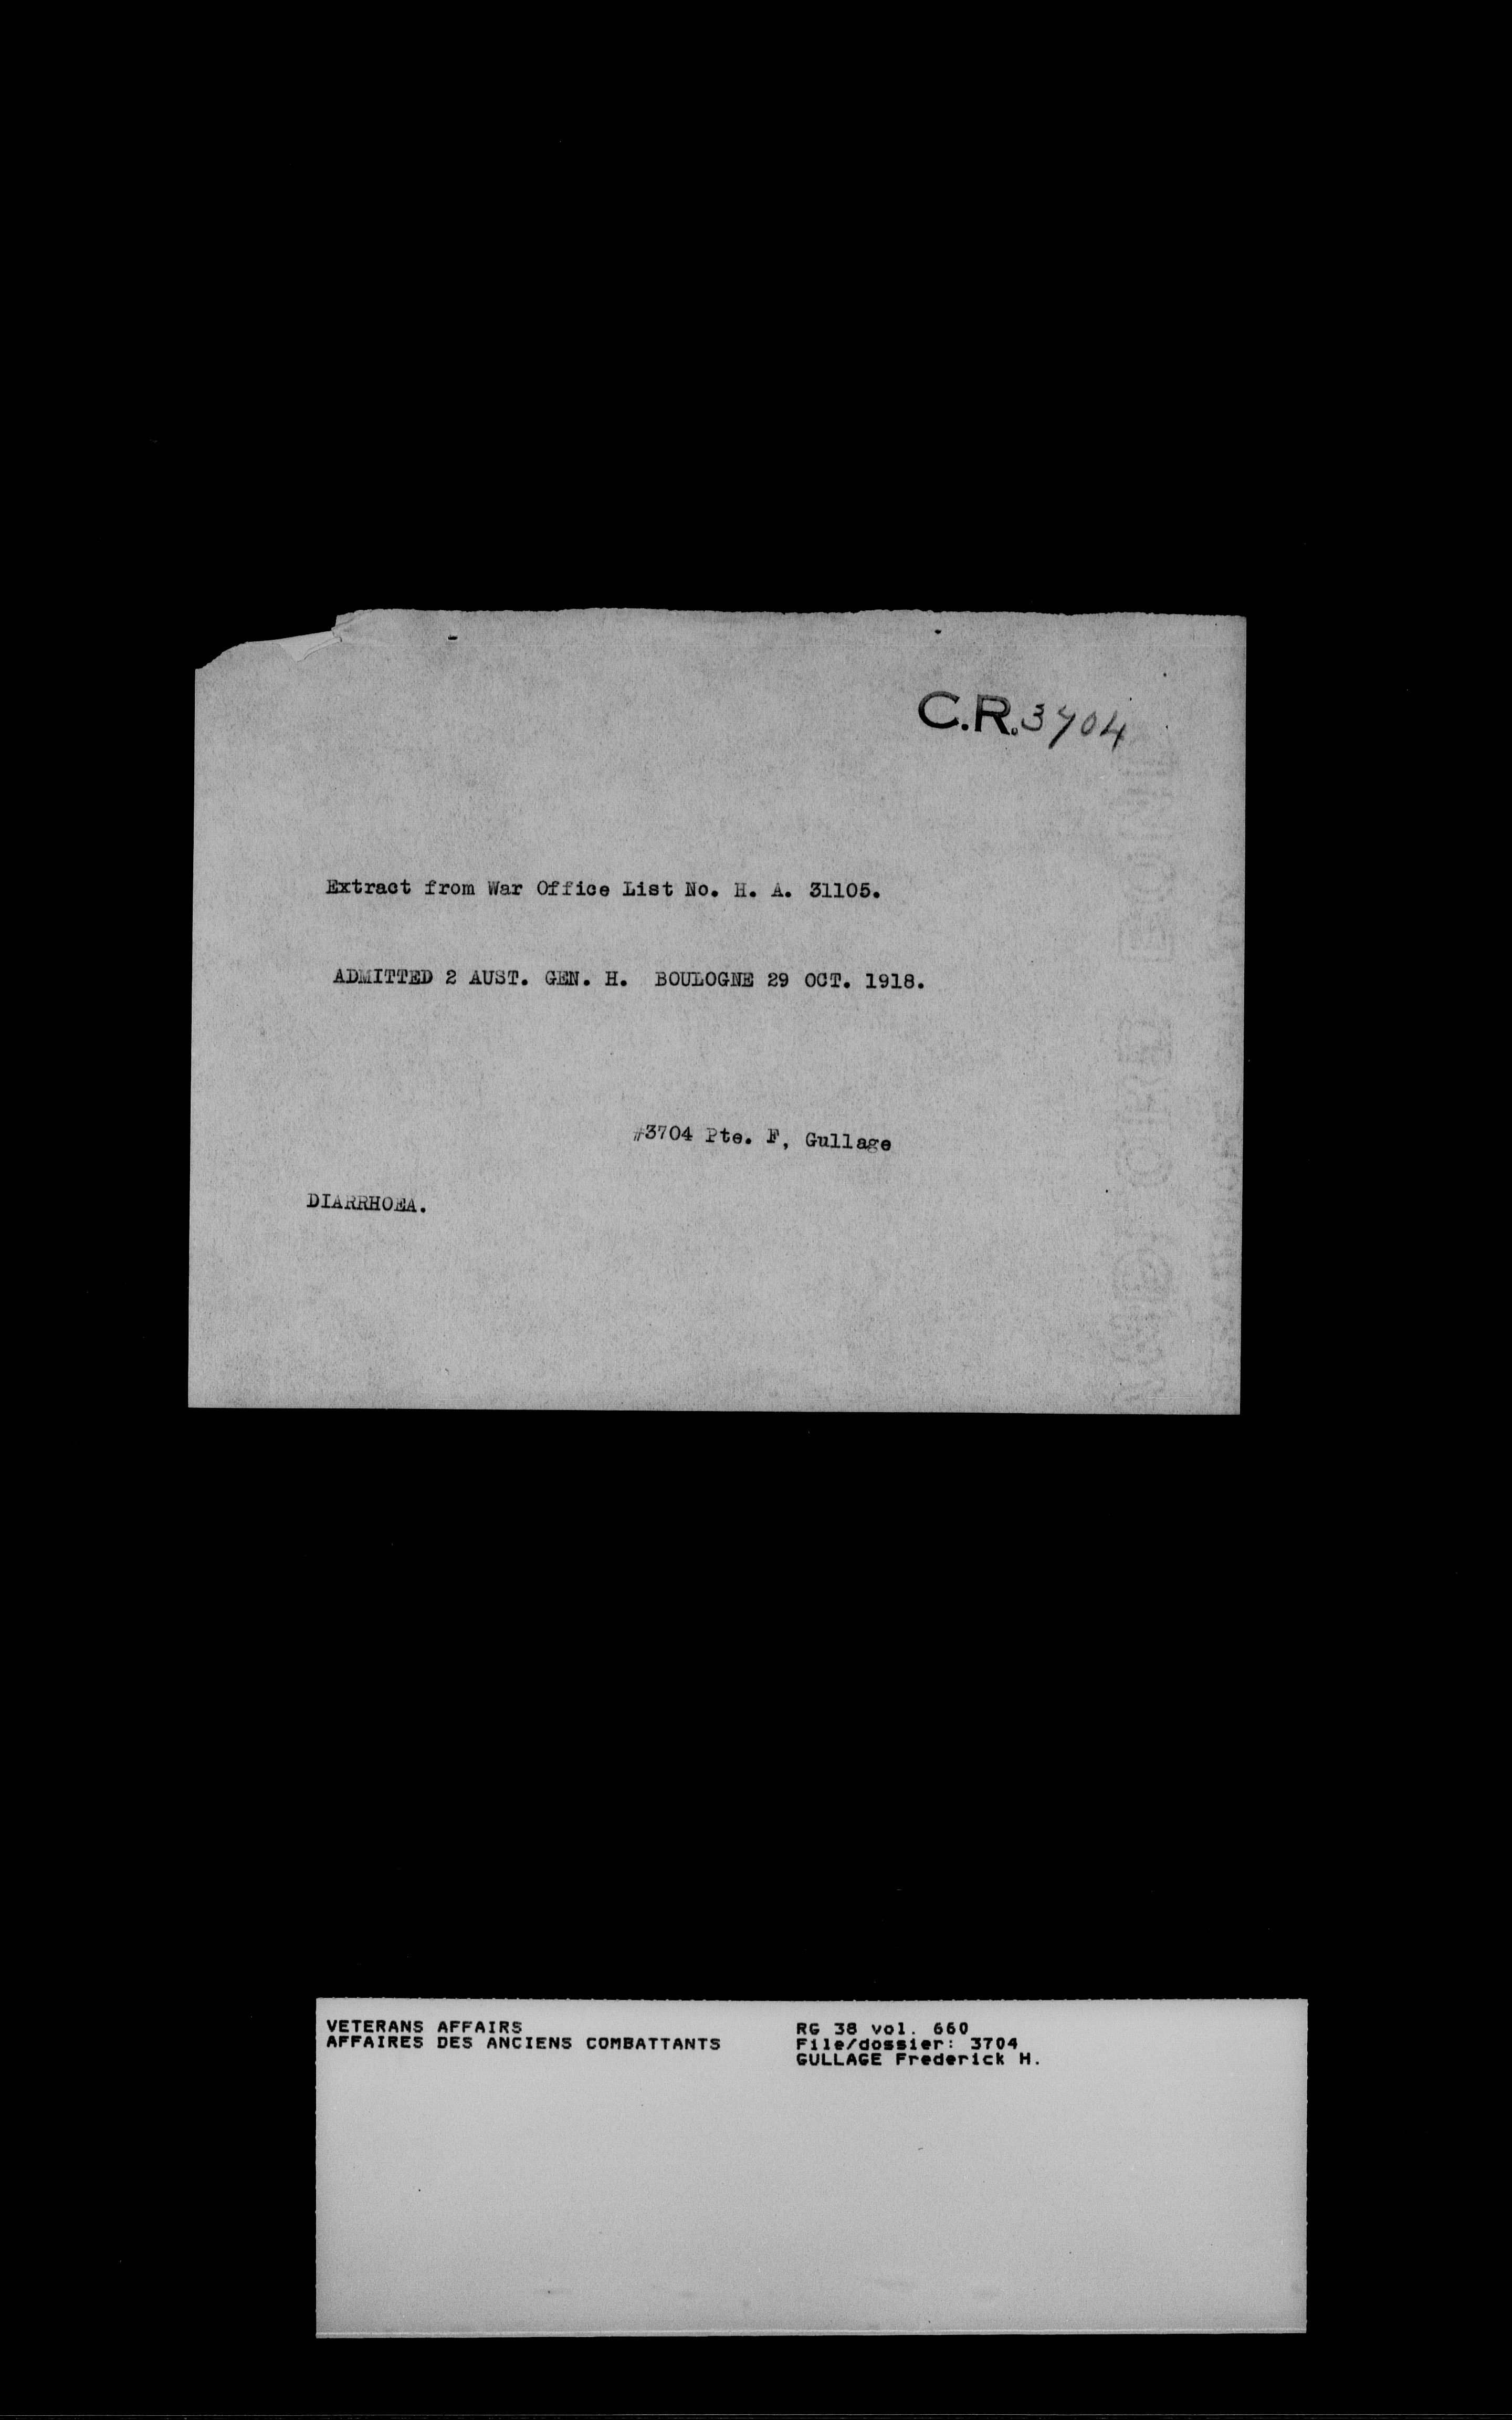 C.R. 3704
Extract from War Office List No. H. A. 31105.
ADMITTED 2 AUST. GEN. H. BOULOGNE 29 OCT. 1918.
#3704 Pte. F, Gullage
DIARRHOEA.
VETERANS AFFAIRS
AFFAIRES DES ANCIENS COMBATTANTS
RG 38 vol. 660
File/dossier: 3704
GULLAGE Frederick H.